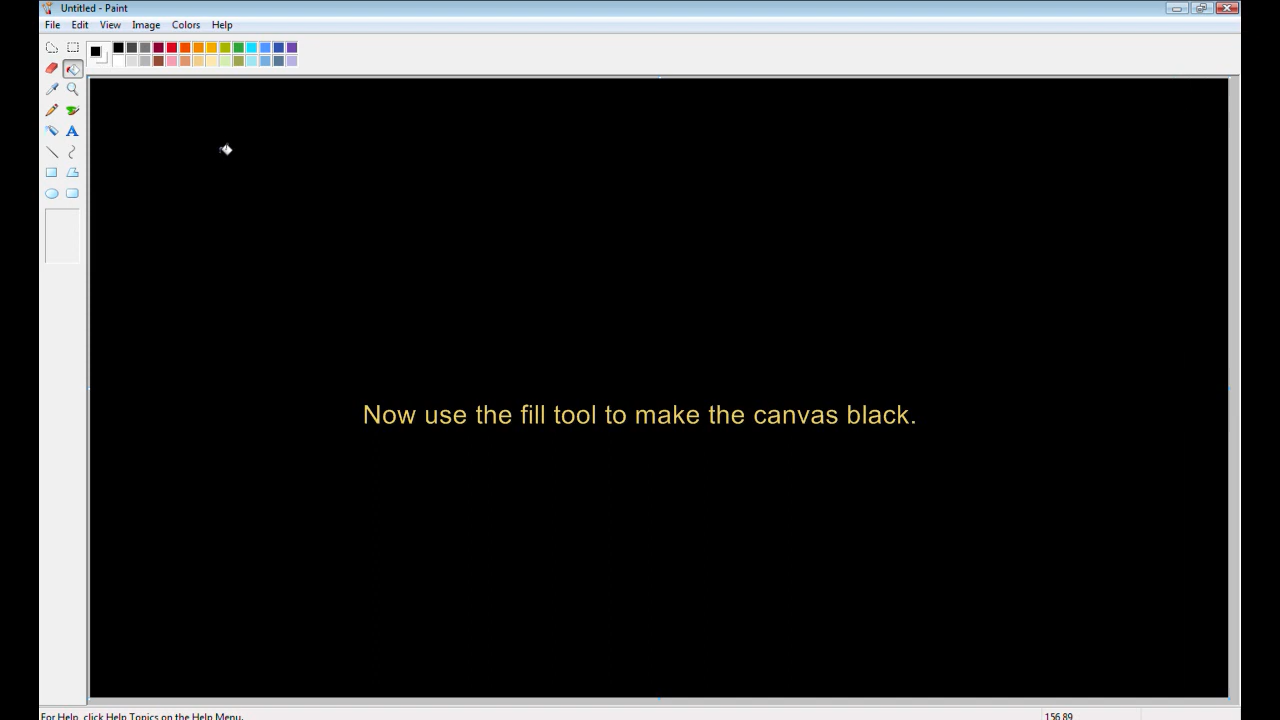 Untitled - Paint
File Edit View Image Colors Help
Now use the fill tool to make the canvas black.
For Help, click Help Topics on the Help Menu.
156,89